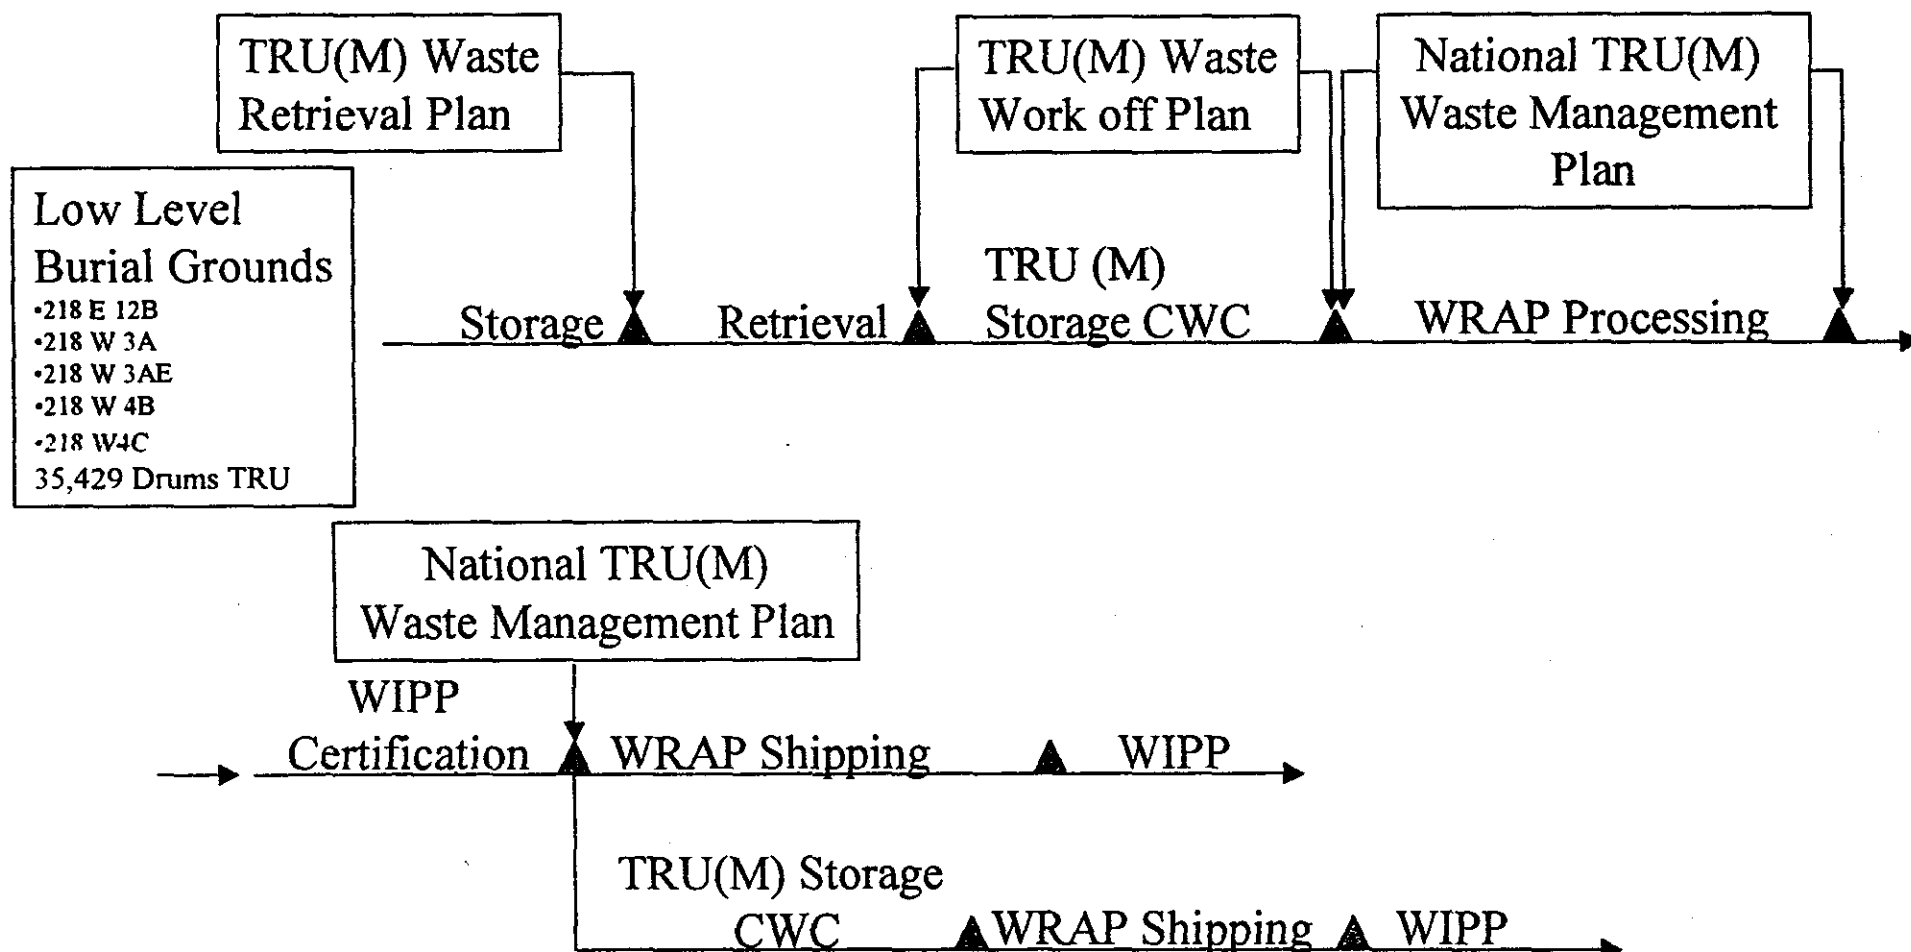 TRU(M) Waste
Retrieval Plan
TRU(M) Waste
Work off Plan
National TRU(M)
Waste Management
Plan
Low Level
Burial Grounds
•218 E 12B
•218 W 3A
•218 W 3AE
•218 W 4B
•218 W4C
35,429 Drums TRU
Storage
Retrieval
TRU (M)
Storage CWC
WRAP Processing
National TRU(M)
Waste Management Plan
WIPP
Certification
WRAP Shipping
WIPP
TRU(M) Storage
CWC
WRAP Shipping
WIPP